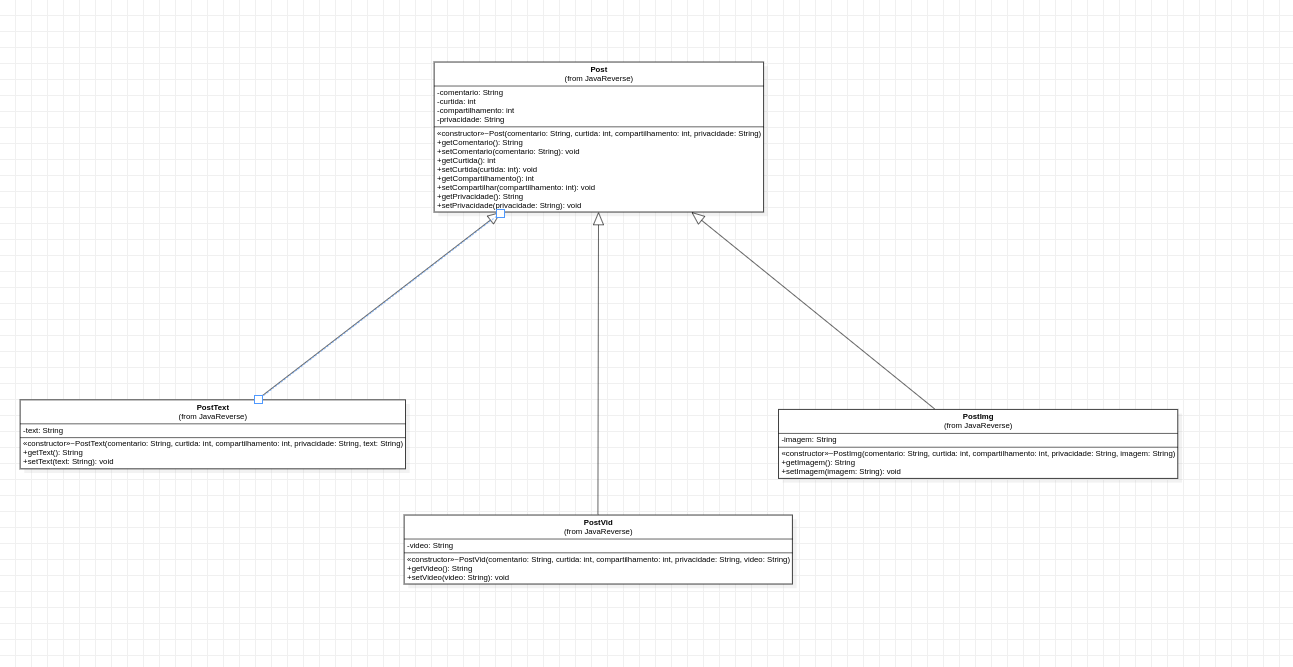 Post
(from JavaReverse)
-comentario: String
-curtida: int
-compartilhamento: int
-privacidade: String
«constructor»~Post(comentario: String, curtida: int, compartilhamento: int, privacidade: String)
+getComentario(): String
+setComentario(comentario: String): void
+getCurtida(): int
+setCurtida(curtida: int): void
+getCompartilhamento(): int
+setCompartilhar(compartilhamento: int): void
+getPrivacidade(): String
+setPrivacidade(privacidade: String): void
PostText
(from JavaReverse)
-text: String
«constructor»~PostText(comentario: String, curtida: int, compartilhamento: int, privacidade: String, text: String)
+getText(): String
+setText(text: String): void
PostImg
(from JavaReverse)
-imagem: String
«constructor»~PostImg(comentario: String, curtida: int, compartilhamento: int, privacidade: String, imagem: String)
+getImagem(): String
+setImagem(imagem: String): void
PostVid
(from JavaReverse)
-video: String
«constructor»~PostVid(comentario: String, curtida: int, compartilhamento: int, privacidade: String, video: String)
+getVideo(): String
+setVideo(video: String): void